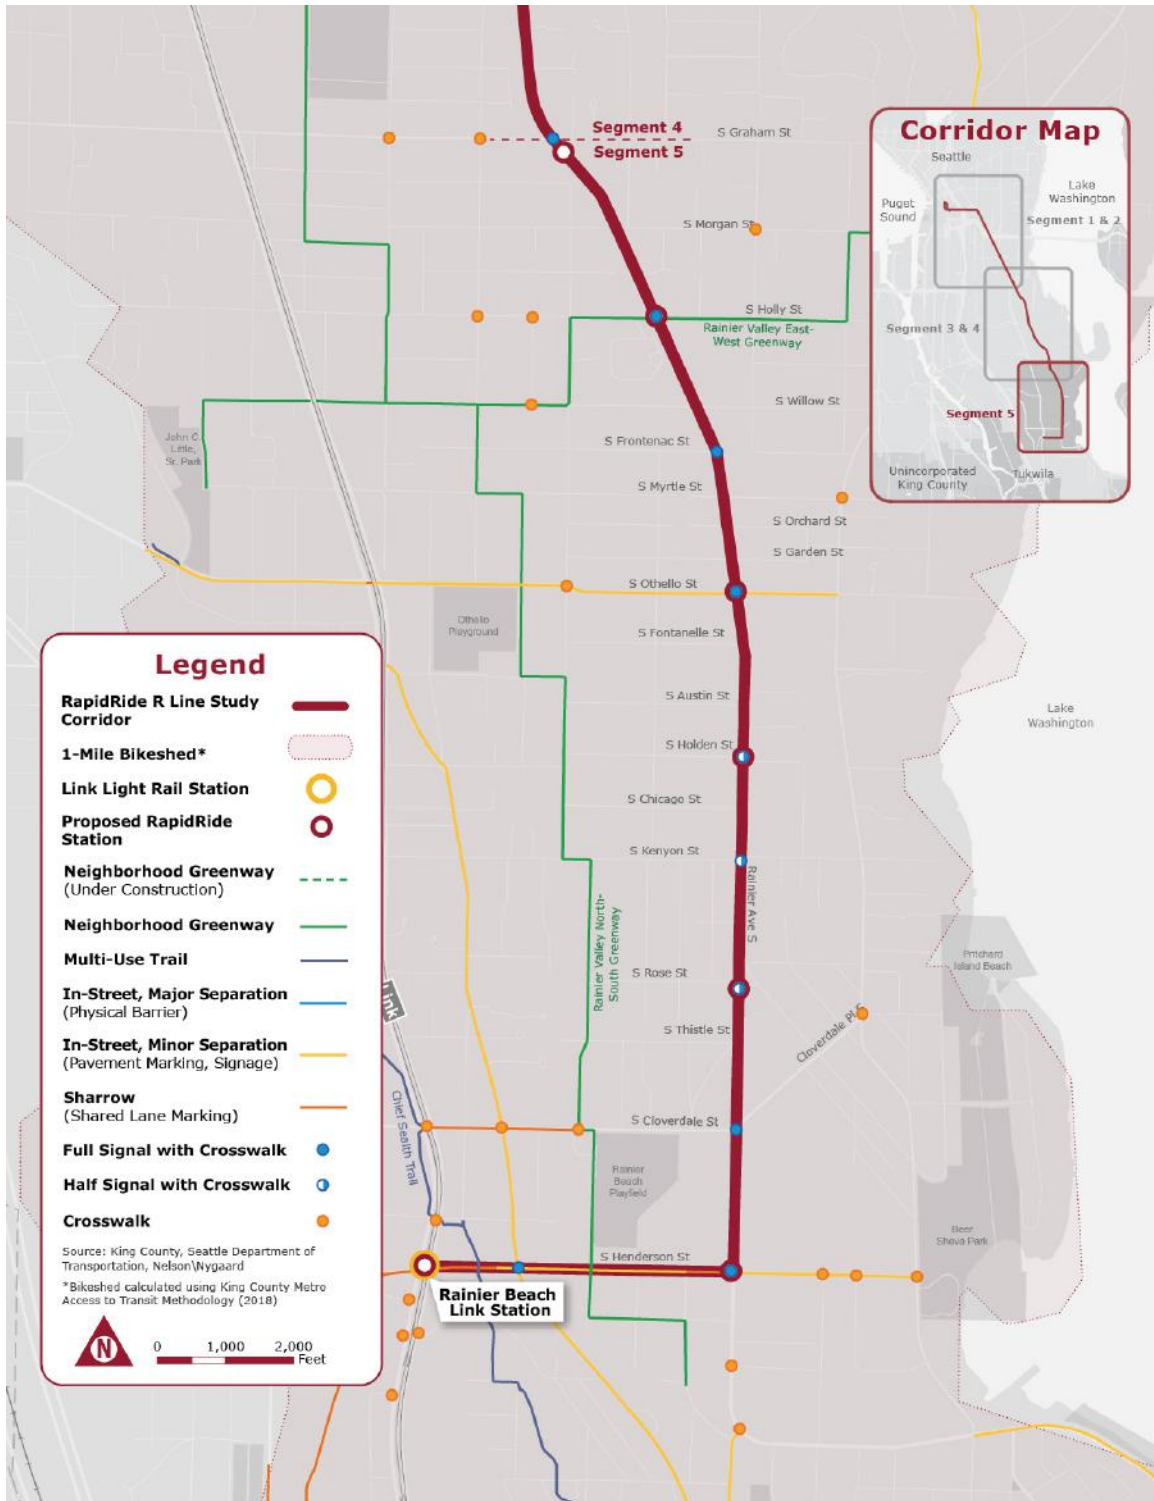 Segment 4
Segment 5
S Graham St
S Morgan St
S Holly St
Rainier Valley East-
West Greenway
S Willow St
S Frontenac St
S Myrtle St
S Orchard St
S Garden St
S Othello St
S Fontanelle St
S Austin St
S Holden St
S Chicago St
S Kenyon St
Rainier Ave S
S Rose St
S Thistle St
Cloverdale Pl S
S Cloverdale St
S Henderson St
Rainier Valley North-
South Greenway
John C.
Little,
Sr. Park
Othello
Playground
Lake
Washington
Pritchard
Island Beach
Rainier
Beach
Playfield
Beer
Sheva Park
Link
Chief Sealth Trail
Rainier Beach
Link Station
Corridor Map
Seattle
Lake
Washington
Puget
Sound
Segment 1 & 2
Segment 3 & 4
Segment 5
Unincorporated
King County
Tukwila
Legend
RapidRide R Line Study
Corridor
1-Mile Bikeshed*
Link Light Rail Station
Proposed RapidRide
Station
Neighborhood Greenway
(Under Construction)
Neighborhood Greenway
Multi-Use Trail
In-Street, Major Separation
(Physical Barrier)
In-Street, Minor Separation
(Pavement Marking, Signage)
Sharrow
(Shared Lane Marking)
Full Signal with Crosswalk
Half Signal with Crosswalk
Crosswalk
Source: King County, Seattle Department of
Transportation, Nelson\Nygaard
*Bikeshed calculated using King County Metro
Access to Transit Methodology (2018)
N
0 1,000 2,000
Feet